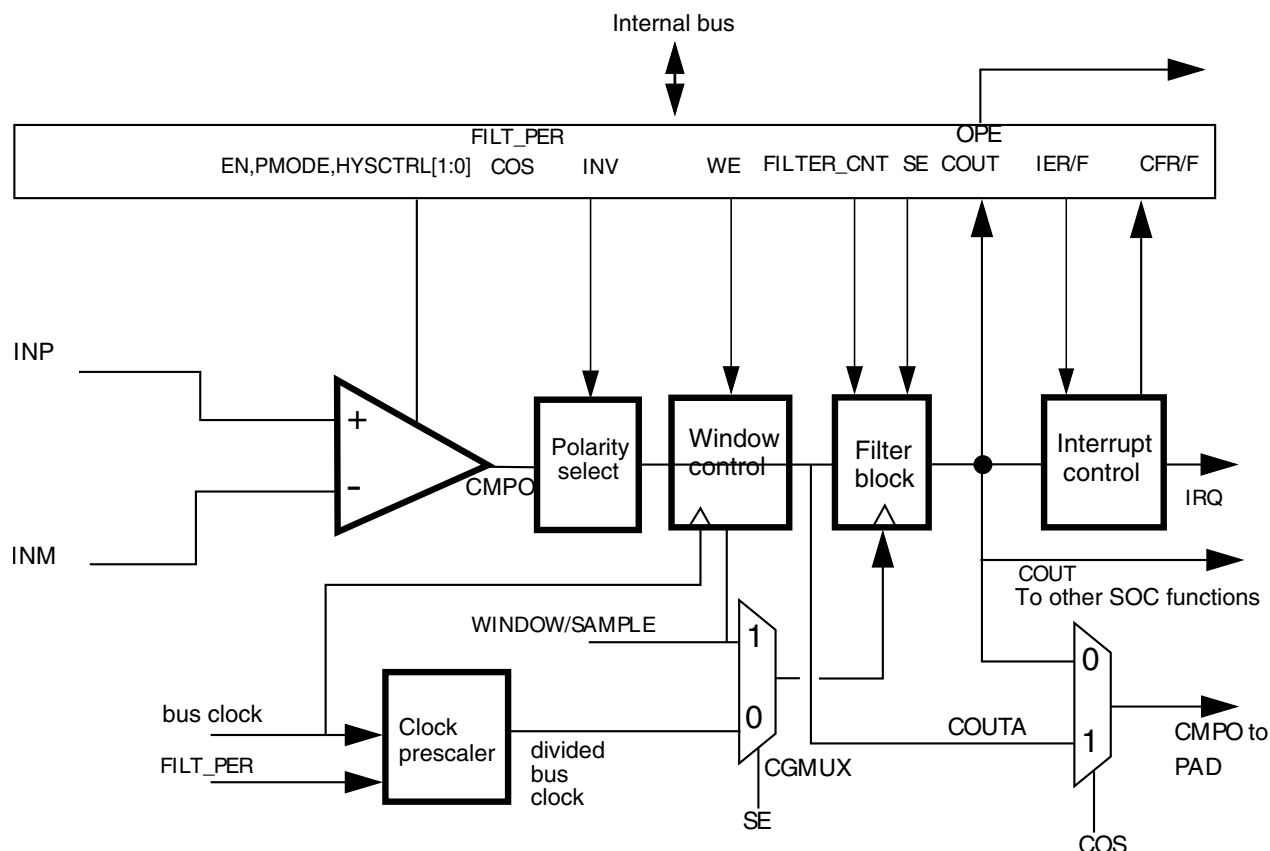 Internal bus
FILT_PER
OPE
EN,PMODE,HYSCTRL[1:0]
COS
INV
WE
FILTER_CNT
SE
COUT
IER/F
CFR/F
INP
INM
+
-
CMPO
Polarity
select
Window
control
Filter
block
Interrupt
control
IRQ
COUT
To other SOC functions
WINDOW/SAMPLE
1
0
CGMUX
SE
bus clock
FILT_PER
Clock
prescaler
divided
bus
clock
COUTA
0
1
COS
CMPO to
PAD